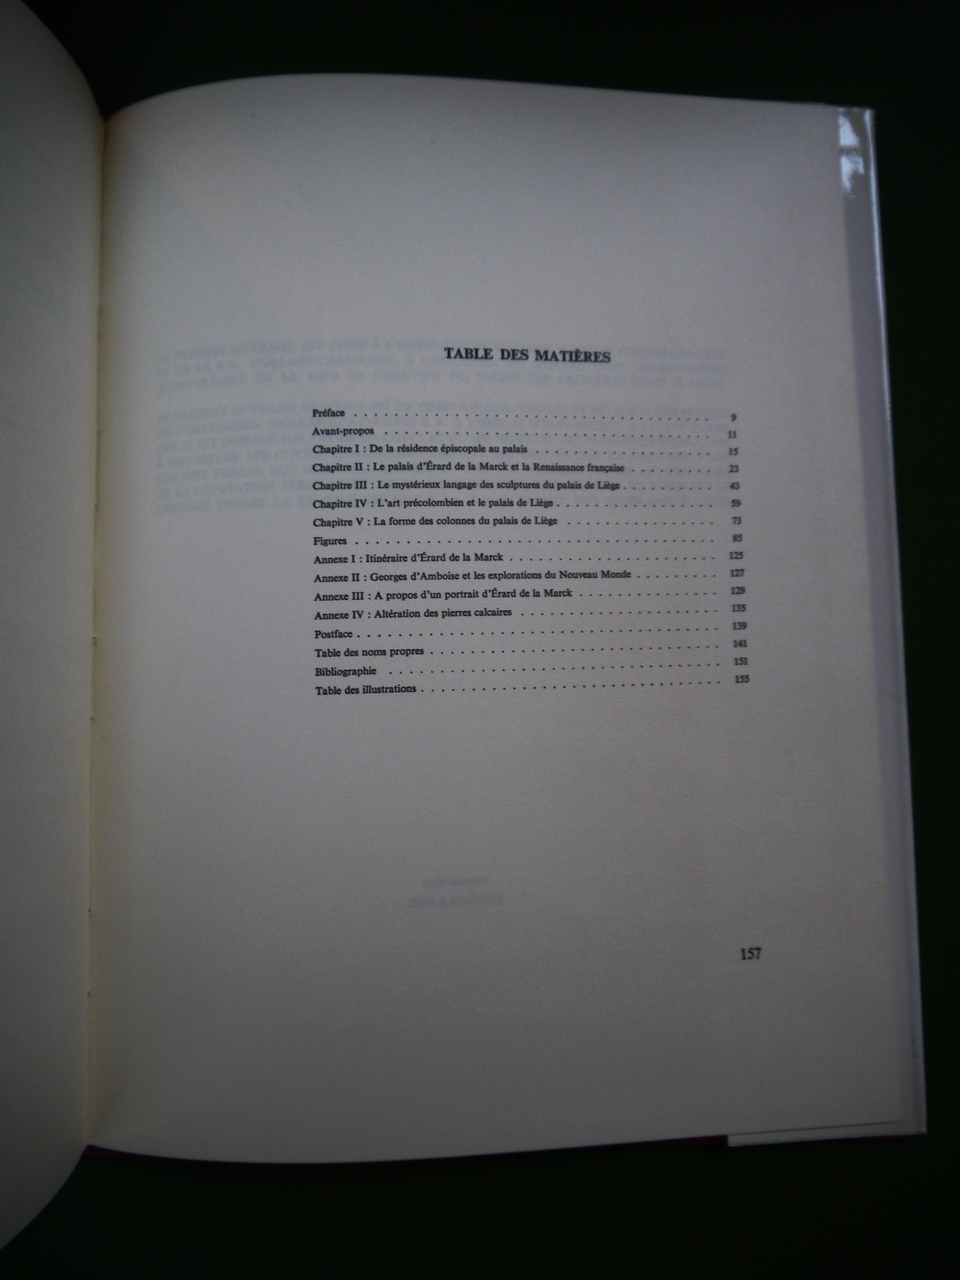 TABLE DES MATIÈRES
Préface . . . . . . . . . . . . . . . . . . . . . . . . . . . . . 9
Avant-propos . . . . . . . . . . . . . . . . . . . . . . . . . . 11
Chapitre I : De la résidence épiscopale au palais . . . . . . . . . . . . . . 15
Chapitre II : Le palais d'Érard de la Marck et la Renaissance française . . . . . . . . 23
Chapitre III : Le mystérieux langage des sculptures du palais de Liège . . . . . . . . . 43
Chapitre IV : L'art précolombien et le palais de Liège . . . . . . . . . . . . . 59
Chapitre V : La forme des colonnes du palais de Liège . . . . . . . . . . . . 73
Figures . . . . . . . . . . . . . . . . . . . . . . . . . . . . . 85
Annexe I : Itinéraire d'Érard de la Marck . . . . . . . . . . . . . . . . . 125
Annexe II : Georges d'Amboise et les explorations du Nouveau Monde . . . . . . . . 127
Annexe III : A propos d'un portrait d'Érard de la Marck . . . . . . . . . . . . 129
Annexe IV : Altération des pierres calcaires . . . . . . . . . . . . . . . . 135
Postface . . . . . . . . . . . . . . . . . . . . . . . . . . . . . 139
Table des noms propres . . . . . . . . . . . . . . . . . . . . . . . 141
Bibliographie . . . . . . . . . . . . . . . . . . . . . . . . . . 151
Table des illustrations . . . . . . . . . . . . . . . . . . . . . . . . 155
157